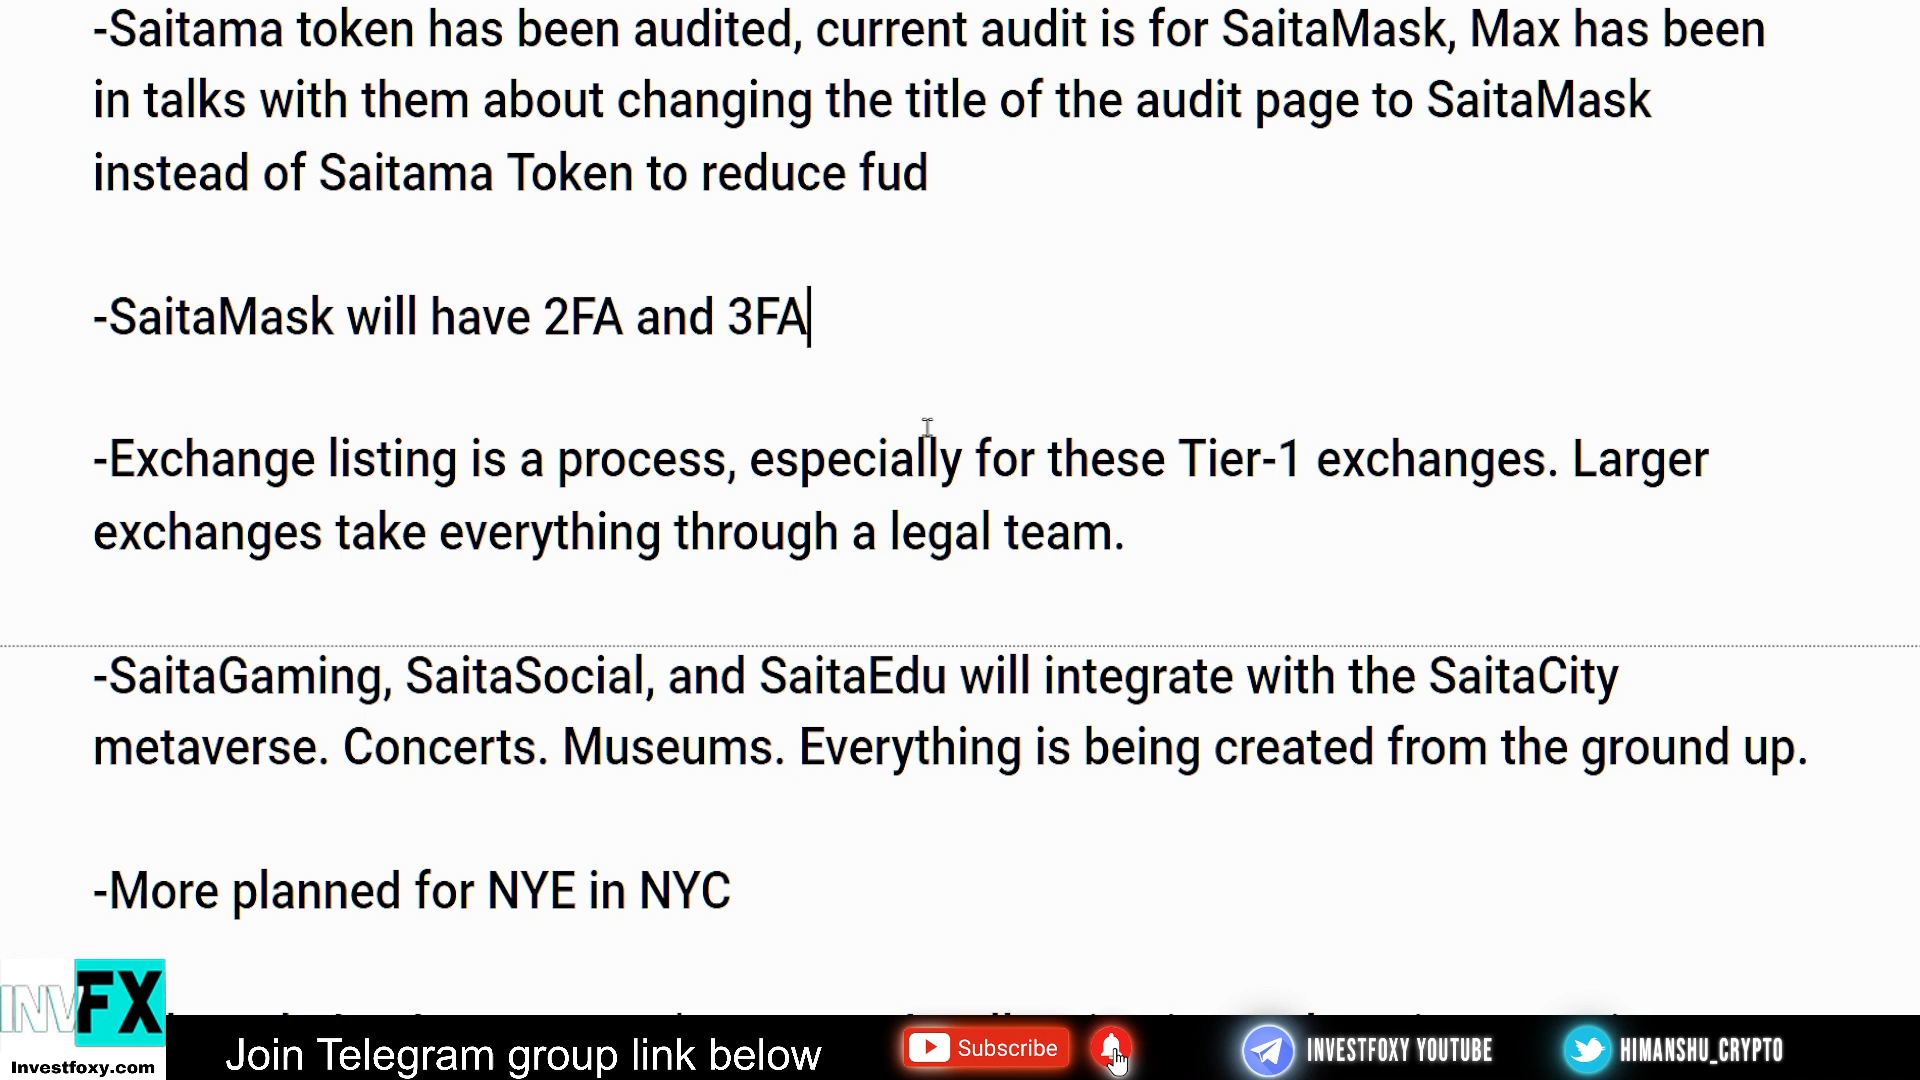 -Saitama token has been audited, current audit is for SaitaMask, Max has been
in talks with them about changing the title of the audit page to SaitaMask
instead of Saitama Token to reduce fud
-SaitaMask will have 2FA and 3FA
-Exchange listing is a process, especially for these Tier-1 exchanges. Larger
exchanges take everything through a legal team.
-SaitaGaming, SaitaSocial, and SaitaEdu will integrate with the SaitaCity
metaverse. Concerts. Museums. Everything is being created from the ground up.
-More planned for NYE in NYC
INVFX
Investfoxy.com
Join Telegram group link below
Subscribe
INVESTFOXY YOUTUBE
HIMANSHU_CRYPTO